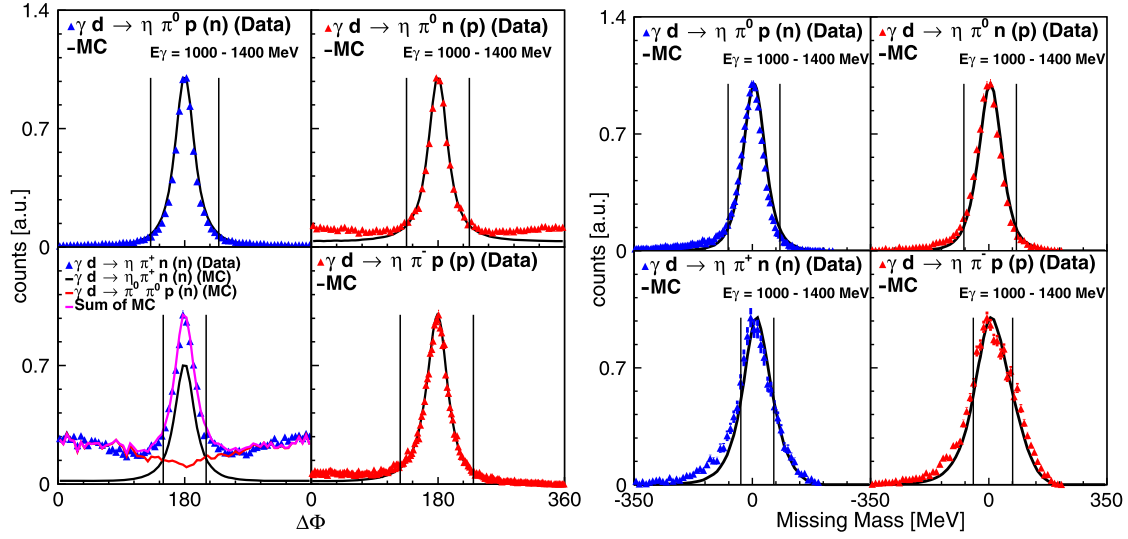 1.4
γ d → η π⁰ p (n) (Data)
–MC
Eγ = 1000 - 1400 MeV
γ d → η π⁰ n (p) (Data)
–MC
Eγ = 1000 - 1400 MeV
0.7
0
γ d → η π⁺ n (n) (Data)
–γ d → η π⁺ n (n) (MC)
–γ d → π⁰ π⁰ p (n) (MC)
–Sum of MC
γ d → η π⁻ p (p) (Data)
–MC
0.7
0
0 180 0 180 360
ΔΦ
counts [a.u.]
1.4
γ d → η π⁰ p (n) (Data)
–MC
Eγ = 1000 - 1400 MeV
γ d → η π⁰ n (p) (Data)
–MC
Eγ = 1000 - 1400 MeV
0.7
0
γ d → η π⁺ n (n) (Data)
–MC
Eγ = 1000 - 1400 MeV
γ d → η π⁻ p (p) (Data)
–MC
Eγ = 1000 - 1400 MeV
0.7
0
-350 0 -350 0 350
Missing Mass [MeV]
counts [a.u.]